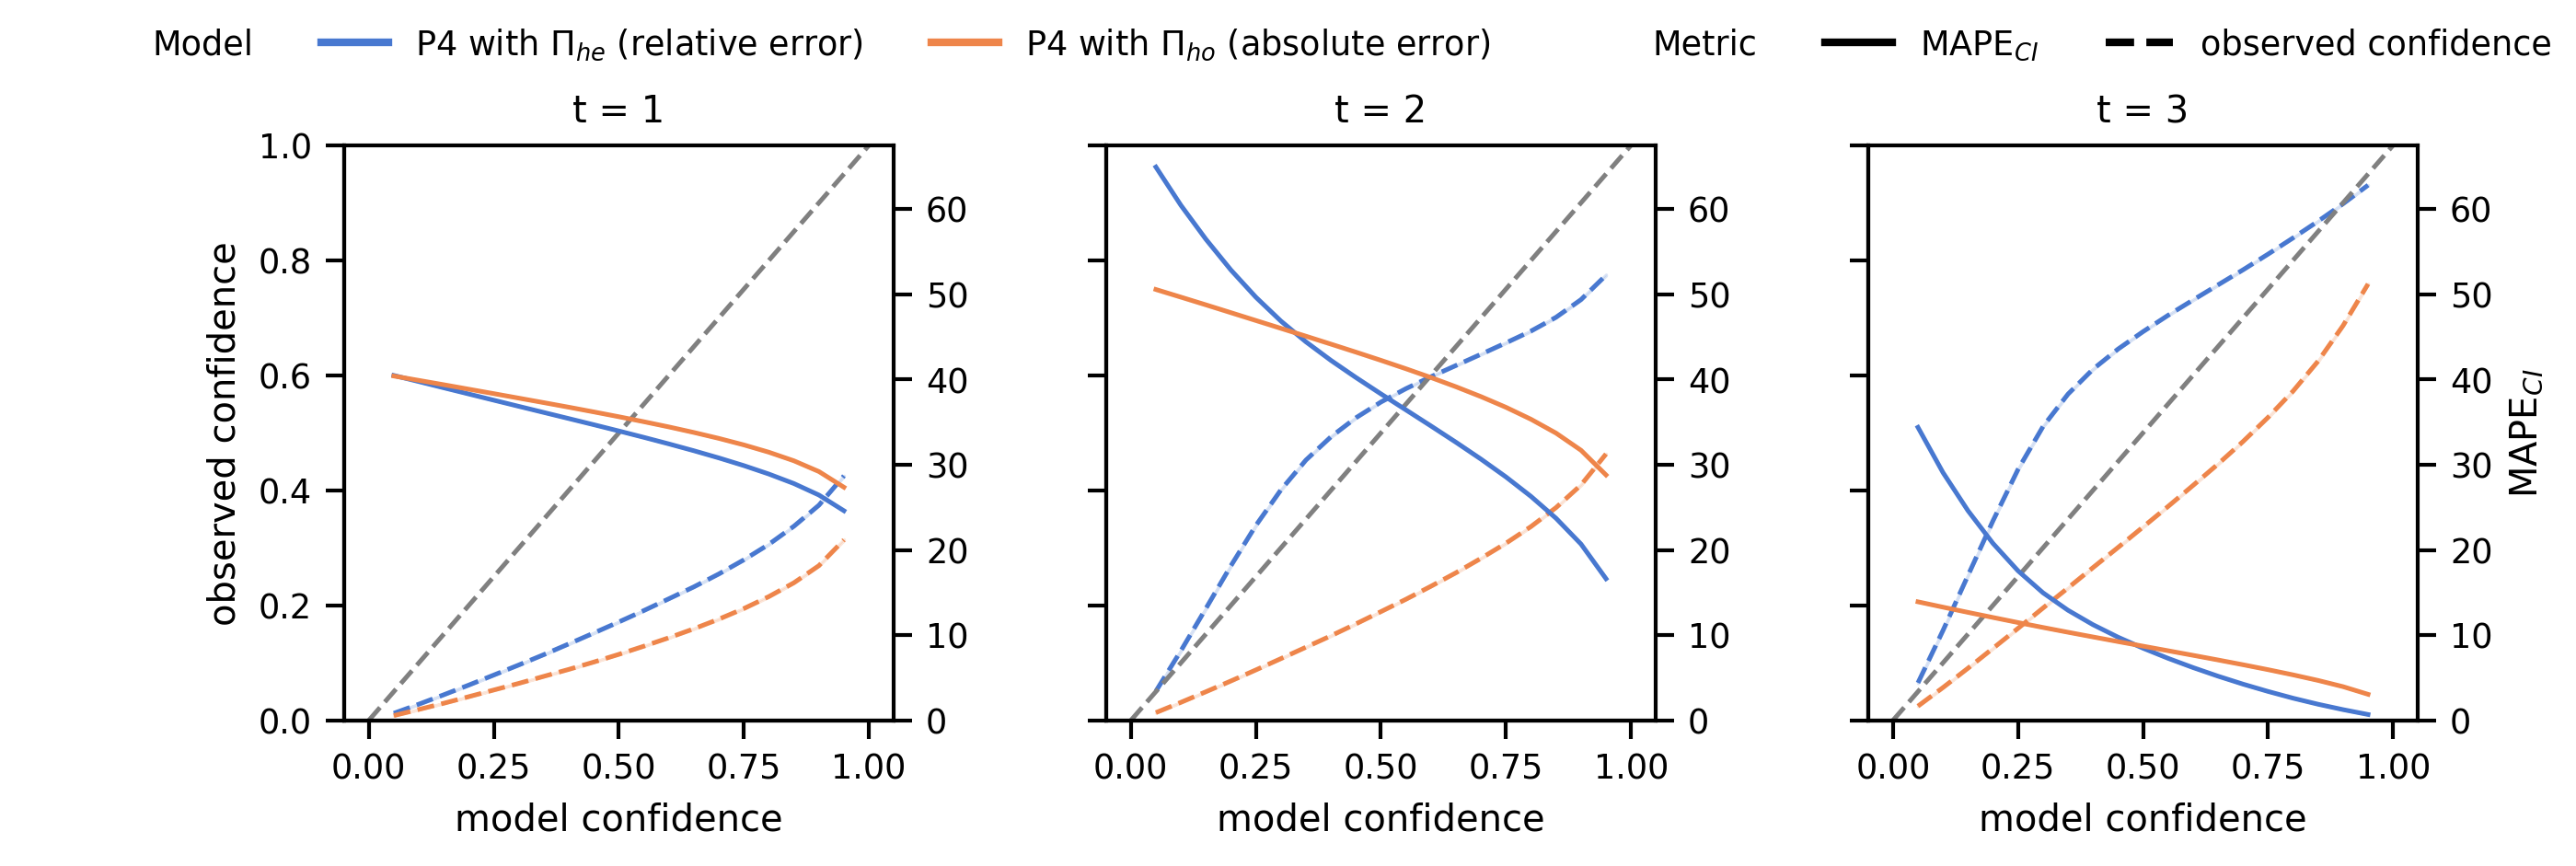 Model P4 with Π_he (relative error) P4 with Π_ho (absolute error) Metric MAPE_CI observed confidence
t = 1
t = 2
t = 3
observed confidence
1.0
0.8
0.6
0.4
0.2
0.0
60
50
40
30
20
10
0
0.00 0.25 0.50 0.75 1.00
model confidence
60
50
40
30
20
10
0
0.00 0.25 0.50 0.75 1.00
model confidence
60
50
40
30
20
10
0
0.00 0.25 0.50 0.75 1.00
model confidence
MAPE_CI